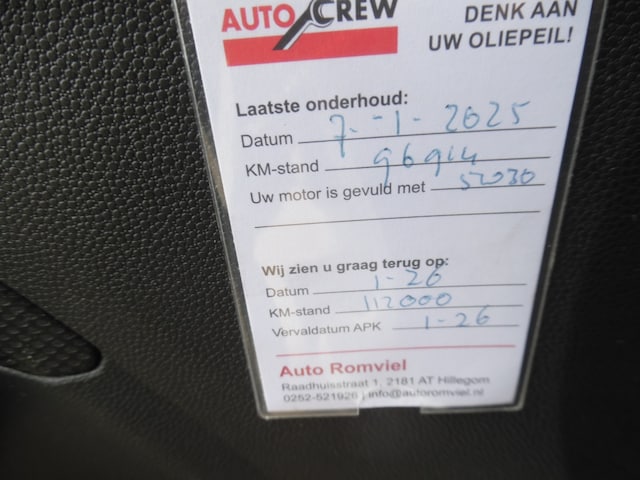 AUTO CREW
DENK AAN
UW OLIEPEIL!
Laatste onderhoud:
Datum 7-1-2025
KM-stand 96914
Uw motor is gevuld met 5W30
Wij zien u graag terug op:
Datum 1-26
KM-stand 112000
Vervaldatum APK 1-26
Auto Romviel
Raadhuisstraat 1, 2181 AT Hillegom
0252-521926 | info@autoromviel.nl